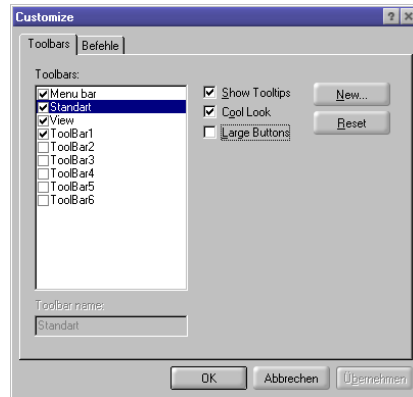 Customize
Toolbars Befehle
Toolbars:
Menu bar
Standart
View
ToolBar1
ToolBar2
ToolBar3
ToolBar4
ToolBar5
ToolBar6
Show Tooltips
Cool Look
Large Buttons
New...
Reset
Toolbar name:
Standart
OK Abbrechen Übernehmen